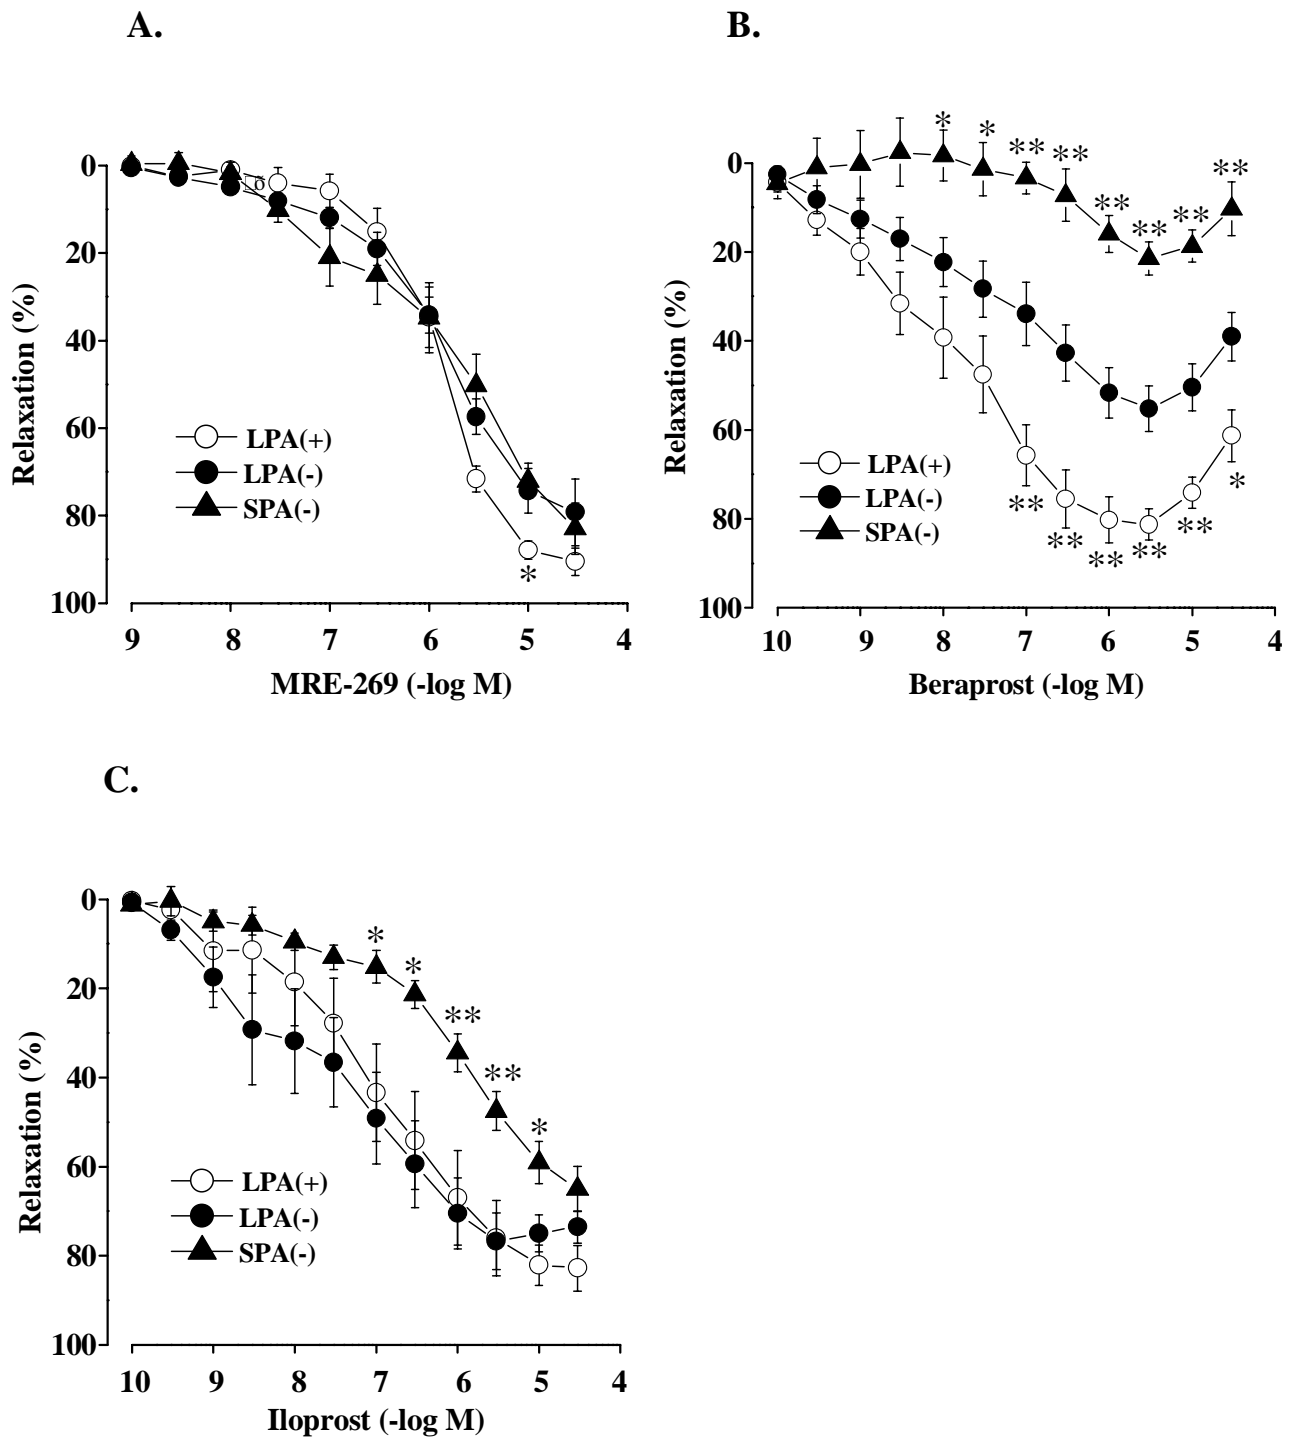 A.
0
20
40
60
80
100
Relaxation (%)
LPA(+)
LPA(-)
SPA(-)
*
9 8 7 6 5 4
MRE-269 (-log M)
B.
* * ** ** ** ** ** **
0
20
40
60
80
100
Relaxation (%)
LPA(+)
LPA(-)
SPA(-)
** ** ** ** ** *
10 9 8 7 6 5 4
Beraprost (-log M)
C.
* * ** ** *
0
20
40
60
80
100
Relaxation (%)
LPA(+)
LPA(-)
SPA(-)
10 9 8 7 6 5 4
Iloprost (-log M)